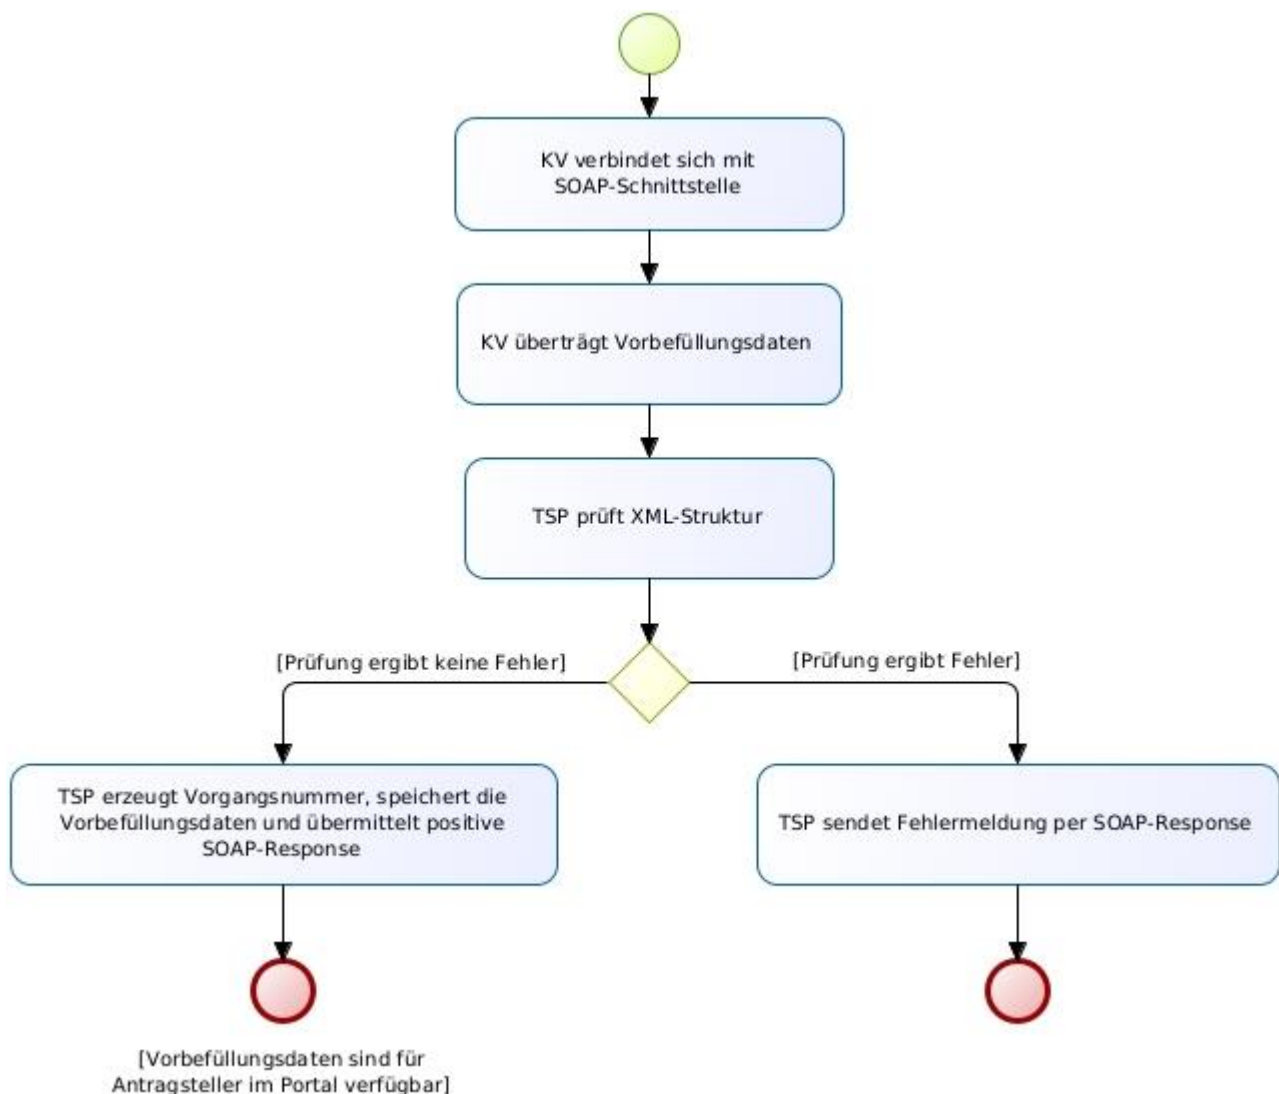 KV verbindet sich mit
SOAP-Schnittstelle
KV überträgt Vorbefüllungsdaten
TSP prüft XML-Struktur
[Prüfung ergibt keine Fehler]
[Prüfung ergibt Fehler]
TSP erzeugt Vorgangsnummer, speichert die
Vorbefüllungsdaten und übermittelt positive
SOAP-Response
TSP sendet Fehlermeldung per SOAP-Response
[Vorbefüllungsdaten sind für
Antragsteller im Portal verfügbar]